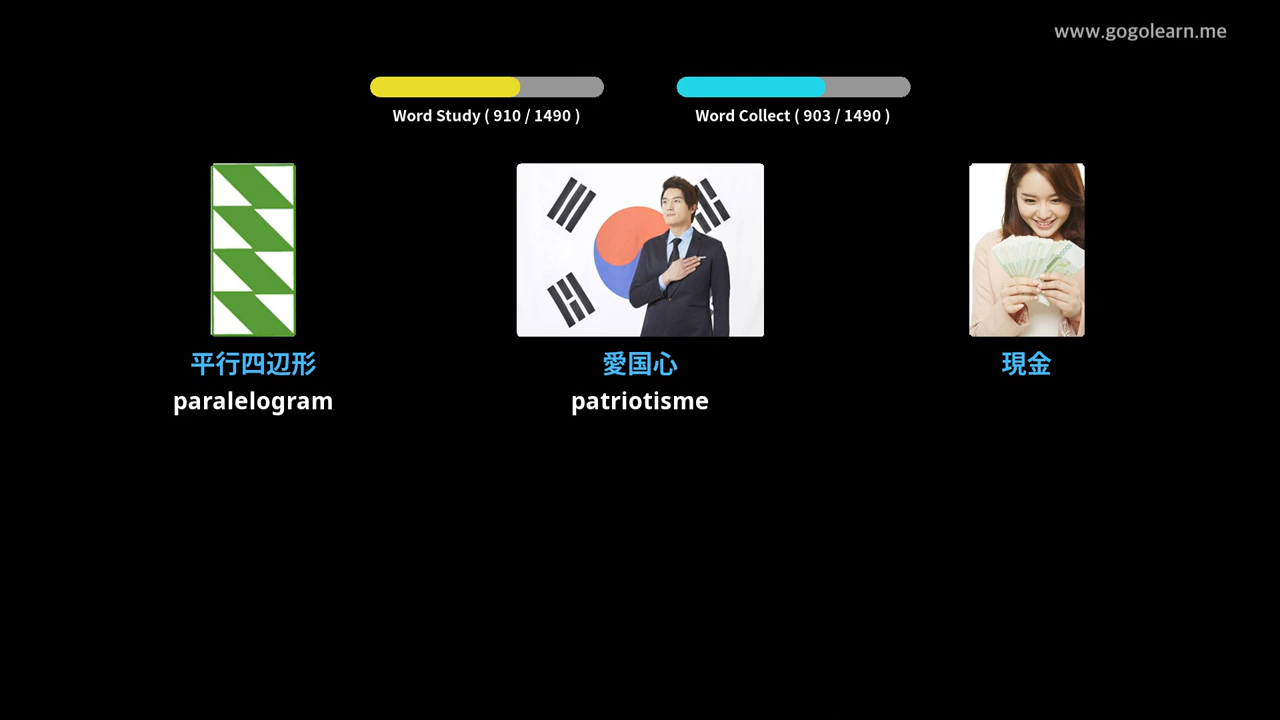 www.gogolearn.me
Word Study ( 910 / 1490 )
Word Collect ( 903 / 1490 )
平行四辺形
paralelogram
愛国心
patriotisme
現金